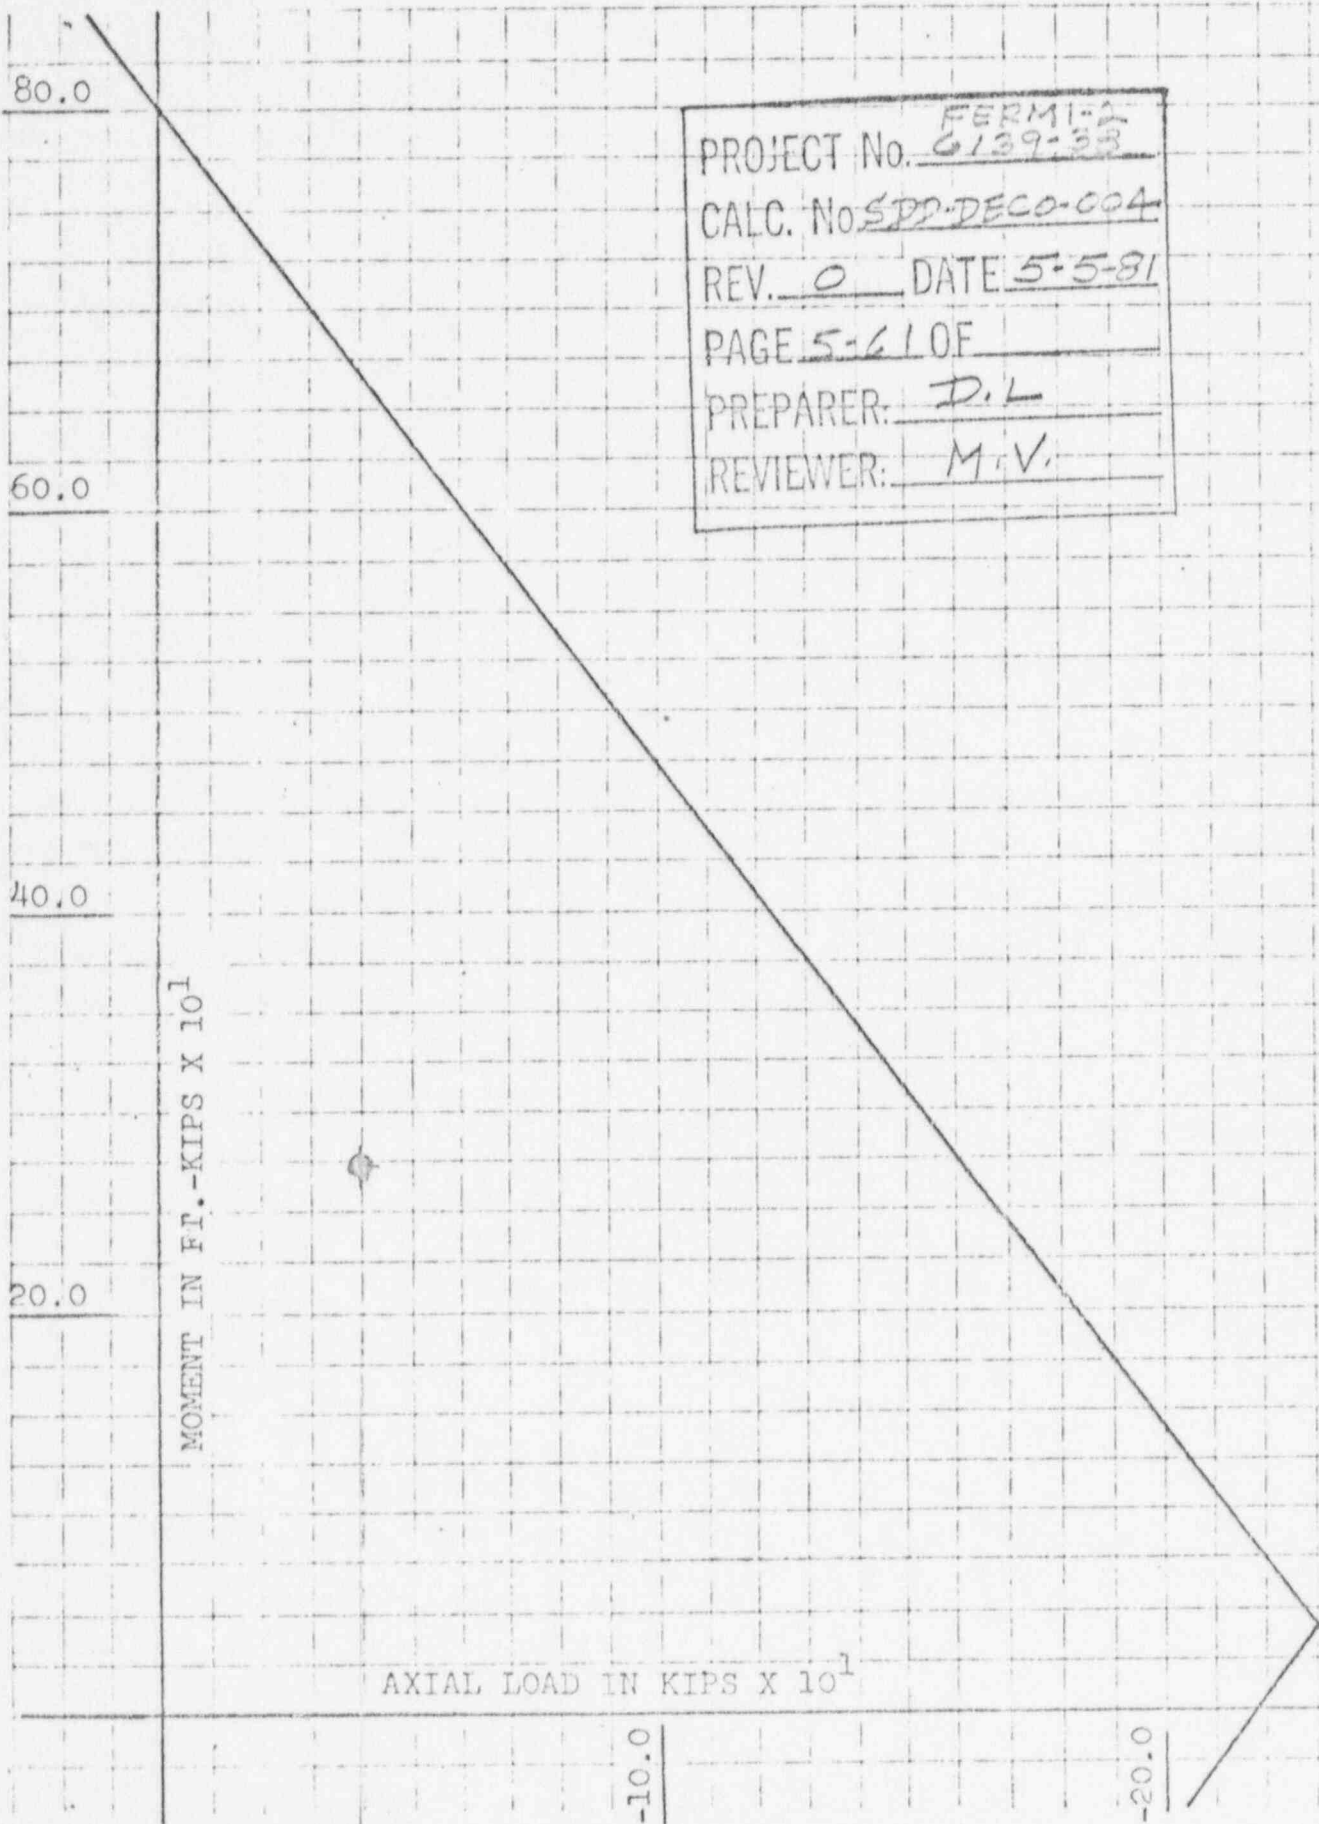 80.0
FERMI-2
PROJECT No. 6139-33
CALC. No SDD-DECO-004
REV. 0 DATE 5-5-81
PAGE 5-61 OF
PREPARER: D.L
REVIEWER: M.V.
60.0
40.0
MOMENT IN FT.-KIPS X 10¹
20.0
AXIAL LOAD IN KIPS X 10¹
-10.0
-20.0